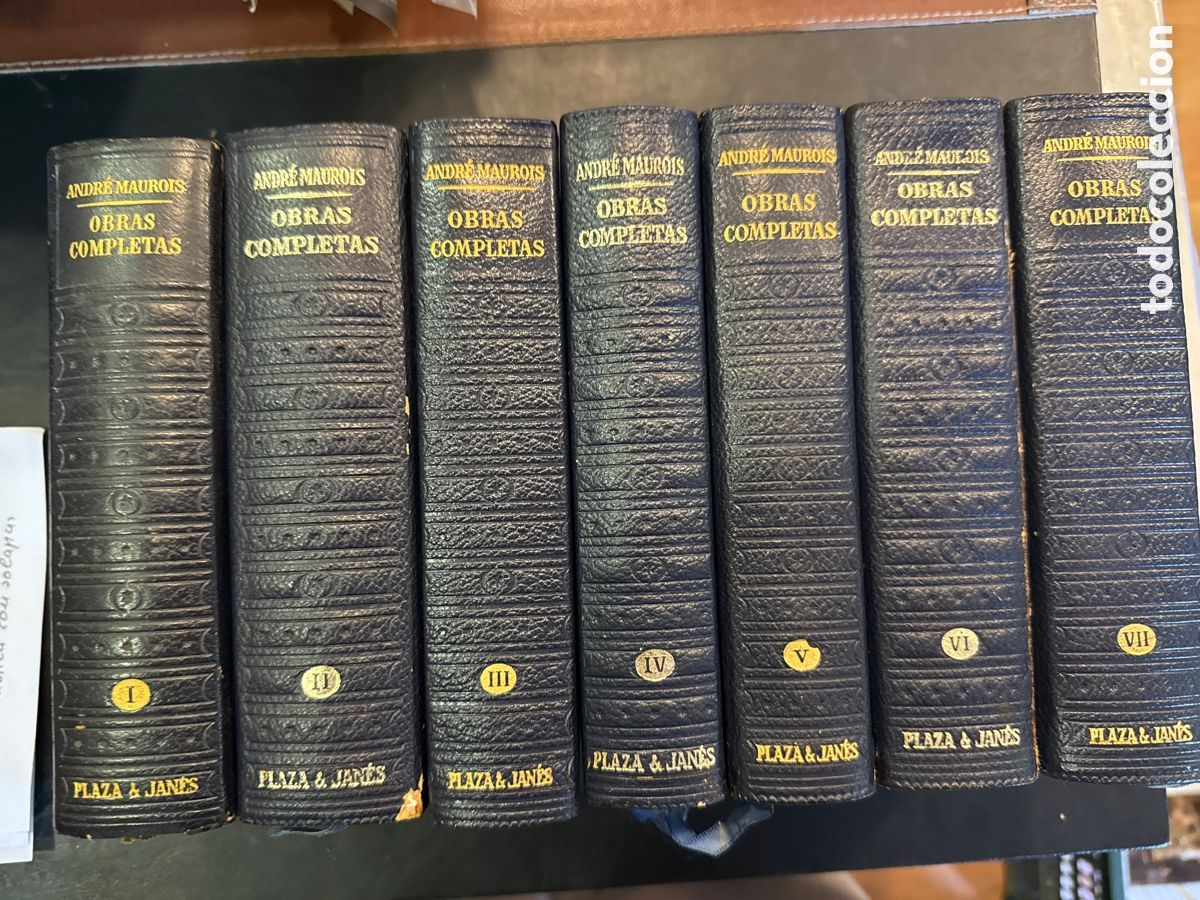 ANDRÉ MAUROIS
OBRAS
COMPLETAS
I
PLAZA & JANÉS
ANDRÉ MAUROIS
OBRAS
COMPLETAS
II
PLAZA & JANÉS
ANDRÉ MAUROIS
OBRAS
COMPLETAS
III
PLAZA & JANÉS
ANDRÉ MAUROIS
OBRAS
COMPLETAS
IV
PLAZA & JANÉS
ANDRÉ MAUROIS
OBRAS
COMPLETAS
V
PLAZA & JANÉS
ANDRÉ MAUROIS
OBRAS
COMPLETAS
VI
PLAZA & JANÉS
ANDRÉ MAUROIS
OBRAS
COMPLETAS
VII
PLAZA & JANÉS
con solapas
todocoleccion